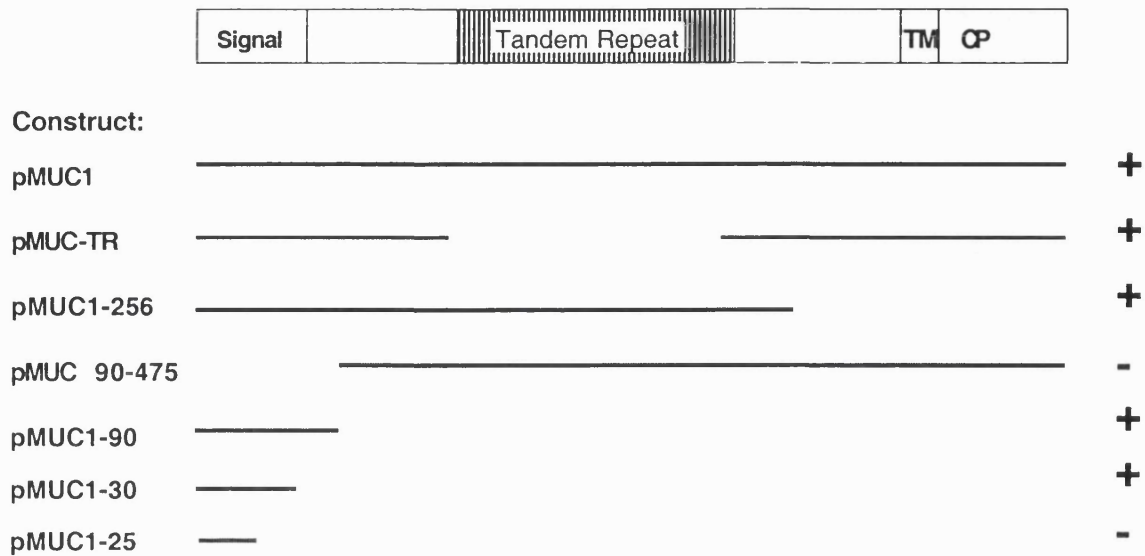 Signal Tandem Repeat TM CP
Construct:
pMUC1 +
pMUC-TR +
pMUC1-256 +
pMUC 90-475 -
pMUC1-90 +
pMUC1-30 +
pMUC1-25 -